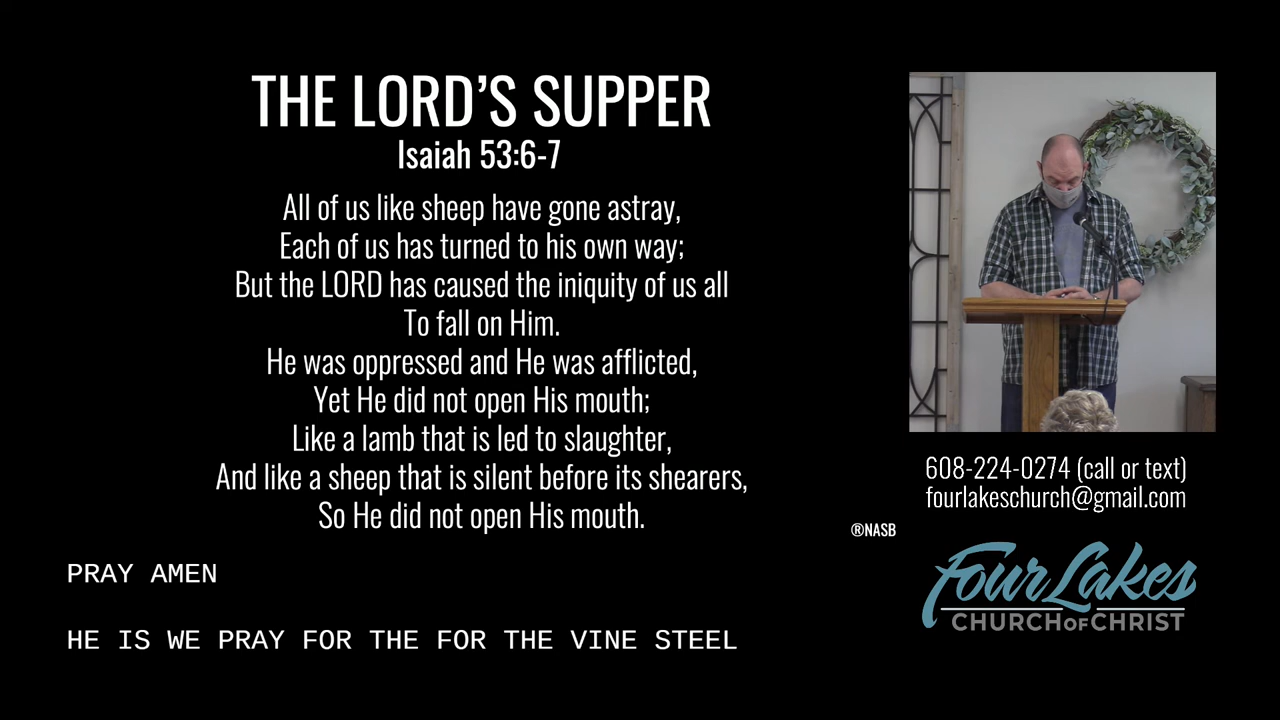 THE LORD'S SUPPER
Isaiah 53:6-7
All of us like sheep have gone astray,
Each of us has turned to his own way;
But the LORD has caused the iniquity of us all
To fall on Him.
He was oppressed and He was afflicted,
Yet He did not open His mouth;
Like a lamb that is led to slaughter,
And like a sheep that is silent before its shearers,
So He did not open His mouth.
®NASB
PRAY AMEN
HE IS WE PRAY FOR THE FOR THE VINE STEEL
608-224-0274 (call or text)
fourlakeschurch@gmail.com
Four Lakes
CHURCH OF CHRIST